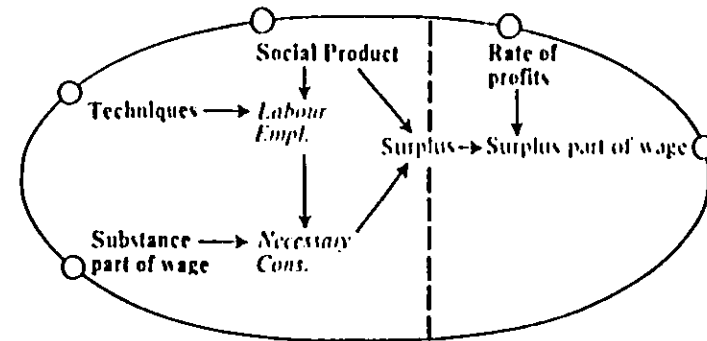 Social Product
Rate of
profits
Techniques
Labour
Empl.
Surplus
Surplus part of wage
Substance
part of wage
Necessary
Cons.